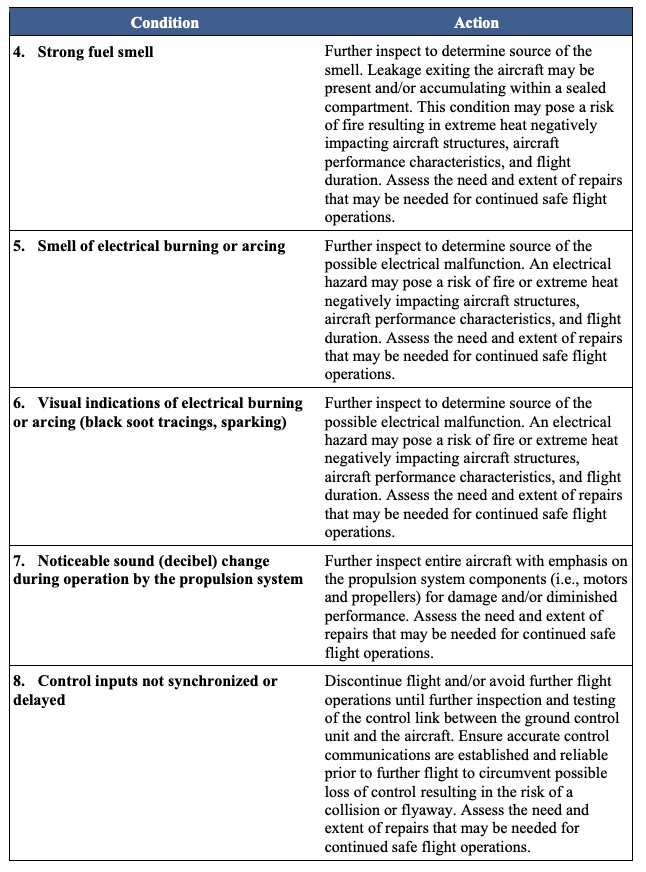 Condition
Action
4. Strong fuel smell
Further inspect to determine source of the
smell. Leakage exiting the aircraft may be
present and/or accumulating within a sealed
compartment. This condition may pose a risk
of fire resulting in extreme heat negatively
impacting aircraft structures, aircraft
performance characteristics, and flight
duration. Assess the need and extent of repairs
that may be needed for continued safe flight
operations.
5. Smell of electrical burning or arcing
Further inspect to determine source of the
possible electrical malfunction. An electrical
hazard may pose a risk of fire or extreme heat
negatively impacting aircraft structures,
aircraft performance characteristics, and flight
duration. Assess the need and extent of repairs
that may be needed for continued safe flight
operations.
6. Visual indications of electrical burning
or arcing (black soot tracings, sparking)
Further inspect to determine source of the
possible electrical malfunction. An electrical
hazard may pose a risk of fire or extreme heat
negatively impacting aircraft structures,
aircraft performance characteristics, and flight
duration. Assess the need and extent of repairs
that may be needed for continued safe flight
operations.
7. Noticeable sound (decibel) change
during operation by the propulsion system
Further inspect entire aircraft with emphasis on
the propulsion system components (i.e., motors
and propellers) for damage and/or diminished
performance. Assess the need and extent of
repairs that may be needed for continued safe
flight operations.
8. Control inputs not synchronized or
delayed
Discontinue flight and/or avoid further flight
operations until further inspection and testing
of the control link between the ground control
unit and the aircraft. Ensure accurate control
communications are established and reliable
prior to further flight to circumvent possible
loss of control resulting in the risk of a
collision or flyaway. Assess the need and
extent of repairs that may be needed for
continued safe flight operations.